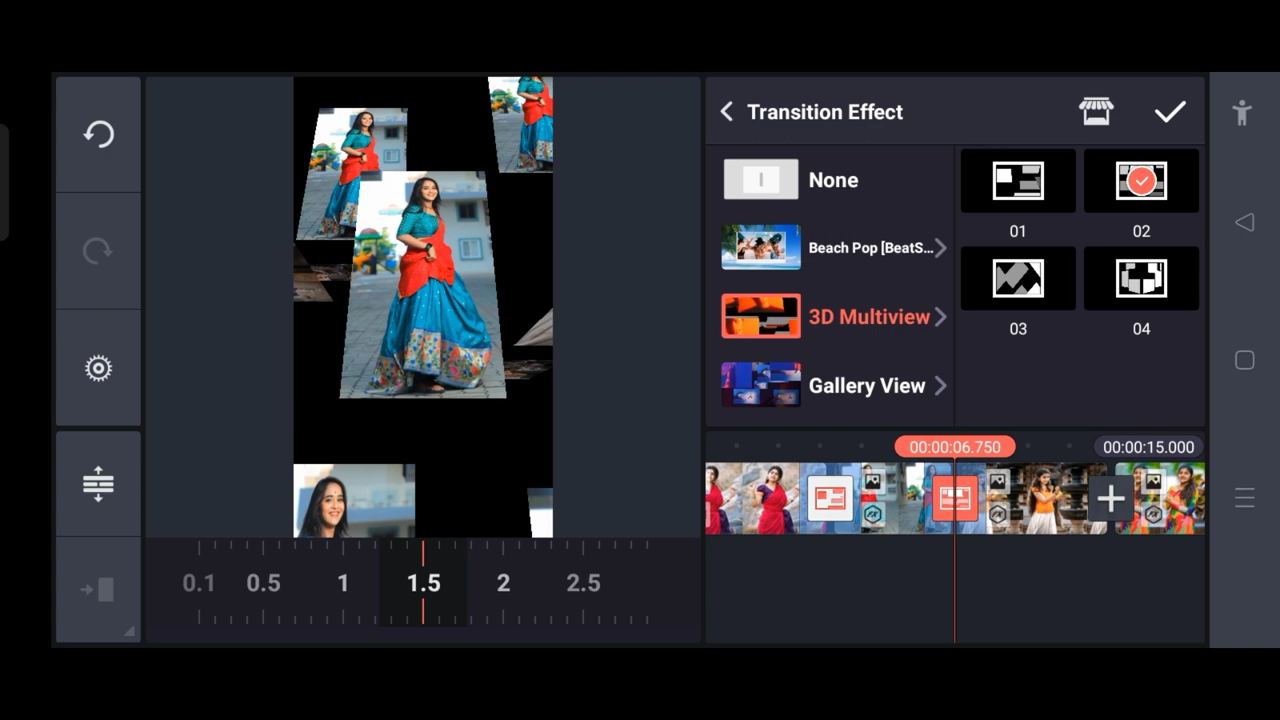 Transition Effect
None
Beach Pop [BeatS...
3D Multiview
Gallery View
01
02
03
04
00:00:06.750
00:00:15.000
0.1 0.5 1 1.5 2 2.5